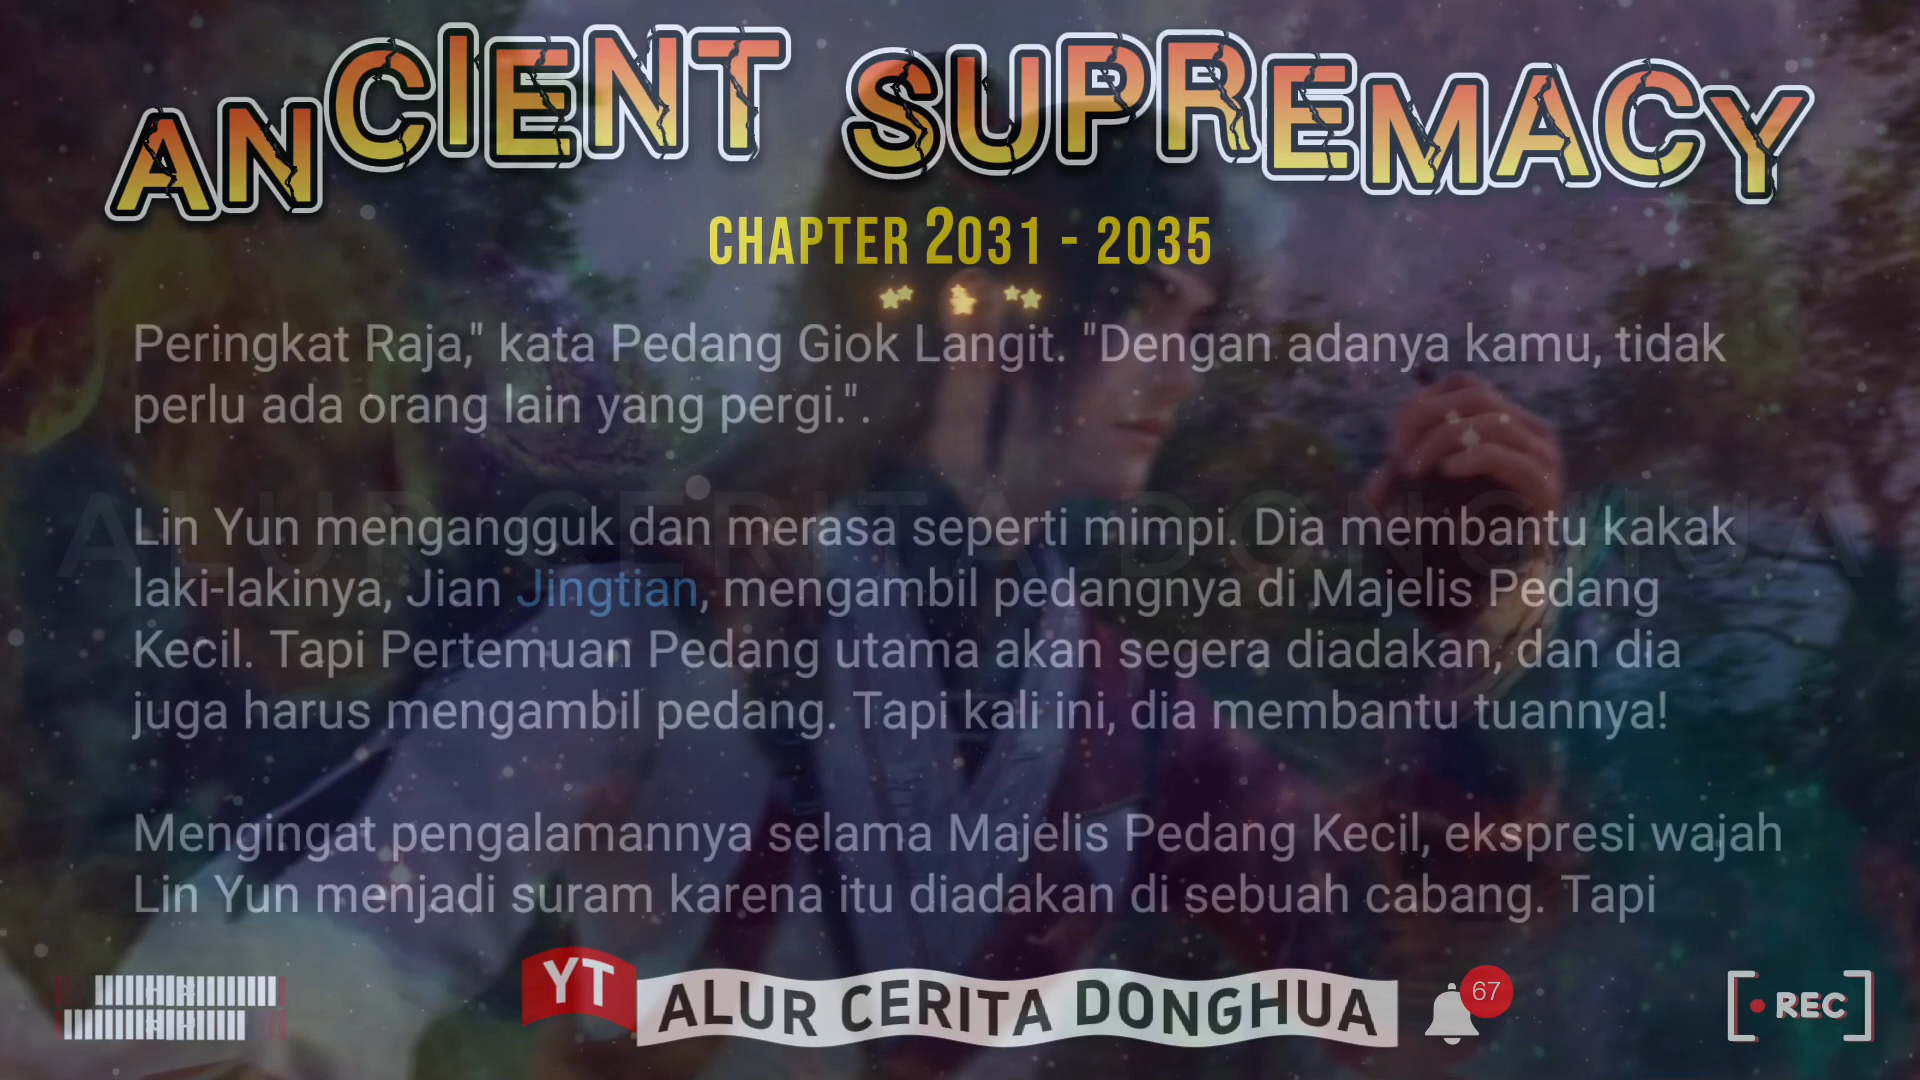 ANCIENT SUPREMACY
CHAPTER 2031 - 2035
Peringkat Raja," kata Pedang Giok Langit. "Dengan adanya kamu, tidak
perlu ada orang lain yang pergi.".
ALUR CERITA DONGHUA
Lin Yun mengangguk dan merasa seperti mimpi. Dia membantu kakak
laki-lakinya, Jian Jingtian, mengambil pedangnya di Majelis Pedang
Kecil. Tapi Pertemuan Pedang utama akan segera diadakan, dan dia
juga harus mengambil pedang. Tapi kali ini, dia membantu tuannya!
Mengingat pengalamannya selama Majelis Pedang Kecil, ekspresi wajah
Lin Yun menjadi suram karena itu diadakan di sebuah cabang. Tapi
YT ALUR CERITA DONGHUA
67
REC